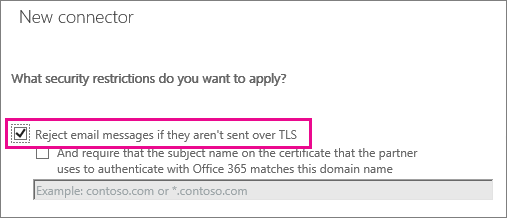 New connector
What security restrictions do you want to apply?
Reject email messages if they aren't sent over TLS
And require that the subject name on the certificate that the partner
uses to authenticate with Office 365 matches this domain name
Example: contoso.com or *.contoso.com